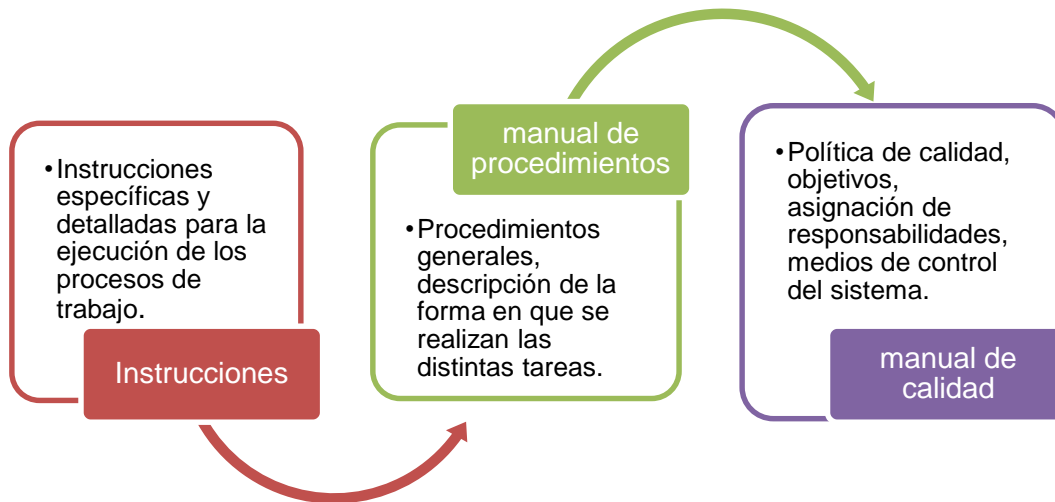 •Instrucciones
específicas y
detalladas para la
ejecución de los
procesos de
trabajo.
Instrucciones
manual de
procedimientos
•Procedimientos
generales,
descripción de la
forma en que se
realizan las
distintas tareas.
•Política de calidad,
objetivos,
asignación de
responsabilidades,
medios de control
del sistema.
manual de
calidad